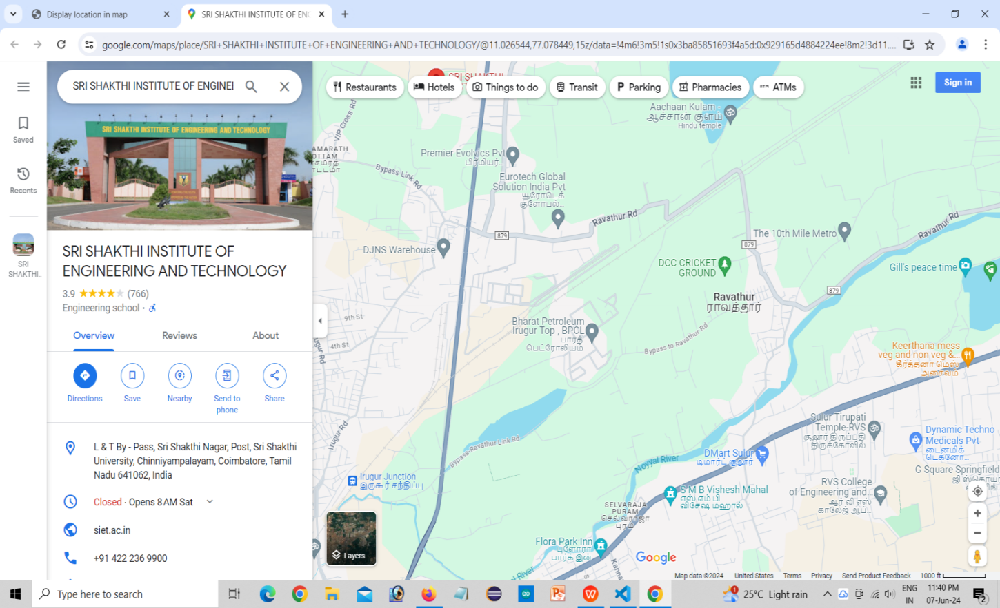 Display location in map
SRI SHAKTHI INSTITUTE OF ENG
google.com/maps/place/SRI+SHAKTHI+INSTITUTE+OF+ENGINEERING+AND+TECHNOLOGY/@11.026544,77.078449,15z/data=!4m6!3m5!1s0x3ba85851693f4a5d:0x929165d4884224ee!8m2!3d11....
SRI SHAKTHI INSTITUTE OF ENGINEI
SRI SHAKTHI INSTITUTE OF ENGINEERING AND TECHNOLOGY
Saved
Recents
SRI
SHAKTHI..
SRI SHAKTHI INSTITUTE OF
ENGINEERING AND TECHNOLOGY
3.9 (766)
Engineering school ·
Overview Reviews About
Directions Save Nearby Send to phone Share
L & T By - Pass, Sri Shakthi Nagar, Post, Sri Shakthi
University, Chinniyampalayam, Coimbatore, Tamil
Nadu 641062, India
Closed · Opens 8 AM Sat
siet.ac.in
+91 422 236 9900
SRI SHAKTHI
Restaurants Hotels Things to do Transit Parking Pharmacies ATMs
Sign in
VIP Cross Rd
Aachaan Kulam -
ஆச்சான் குளம்
Hindu temple
AMARATH
OTTAM
Premier Evolvics Pvt
பிரீமியர்...
Bypass Link Rd
Eurotech Global
Solution India Pvt
யூரோடெக்
குளோபல்...
Ravathur Rd
879
DJNS Warehouse
The 10th Mile Metro
Ravathur Rd
879
DCC CRICKET
GROUND
Gill's peace time
879
Ravathur
ராவத்தூர்
9th St
4th St
Bharat Petroleum
Irugur Top , BPCL
பாரத்
பெட்ரோலியம்
Bypass to Ravathur Rd
Keerthana mess
veg and non veg &...
கீர்த்தனா மெஸ்
அசைவம்
Irugur Rd
Bypass Ravathur Link Rd
Sulur Tirupati
Temple-RVS
சூலூர் திருப்பதி
திருக்கோவில்
Dynamic Techno
Medicals Pvt
டைனமிக்
டெக்னோ...
DMart Sulur
டிமார்ட் சூலூர்
Noyyal River
G Square Springfield
Irugur Junction
இருகூர் சந்திப்பு
RVS College
of Engineering and...
ஆர் வி எஸ்
காலேஜ் ஆப்...
S M B Vishesh Mahal
எஸ் எம் பி
விசேஷ மஹால்
SELVARAJA
PURAM
செல்வராஜா
புரம்
Flora Park Inn
புளோரா
பார்க் இன்
Layers
Google
Map data ©2024 United States Terms Privacy Send Product Feedback 1000 ft
Type here to search
25°C Light rain
ENG
IN
11:40 PM
07-Jun-24
2